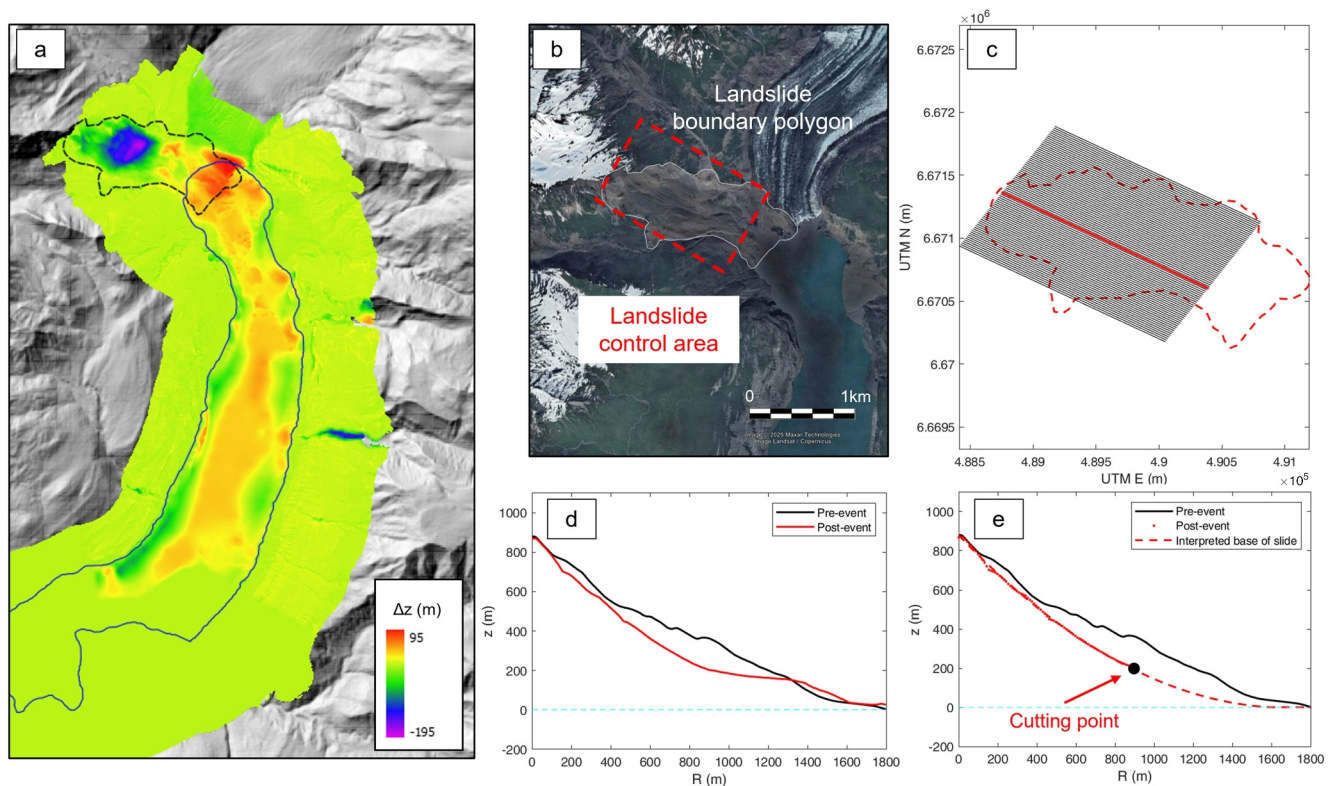 a
Δz (m)
95
-195
b
Landslide
boundary polygon
Landslide
control area
0
1km
Image © 2025 Maxar Technologies
Image Landsat / Copernicus
c
×10⁶
6.6725
6.672
6.6715
6.671
6.6705
6.67
6.6695
UTM N (m)
4.885
4.89
4.895
4.9
4.905
4.91
UTM E (m)
×10⁵
d
Pre-event
Post-event
1000
800
600
400
200
0
-200
z (m)
0
200
400
600
800
1000
1200
1400
1600
1800
R (m)
e
Pre-event
Post-event
Interpreted base of slide
1000
800
600
400
200
0
-200
z (m)
Cutting point
0
200
400
600
800
1000
1200
1400
1600
1800
R (m)